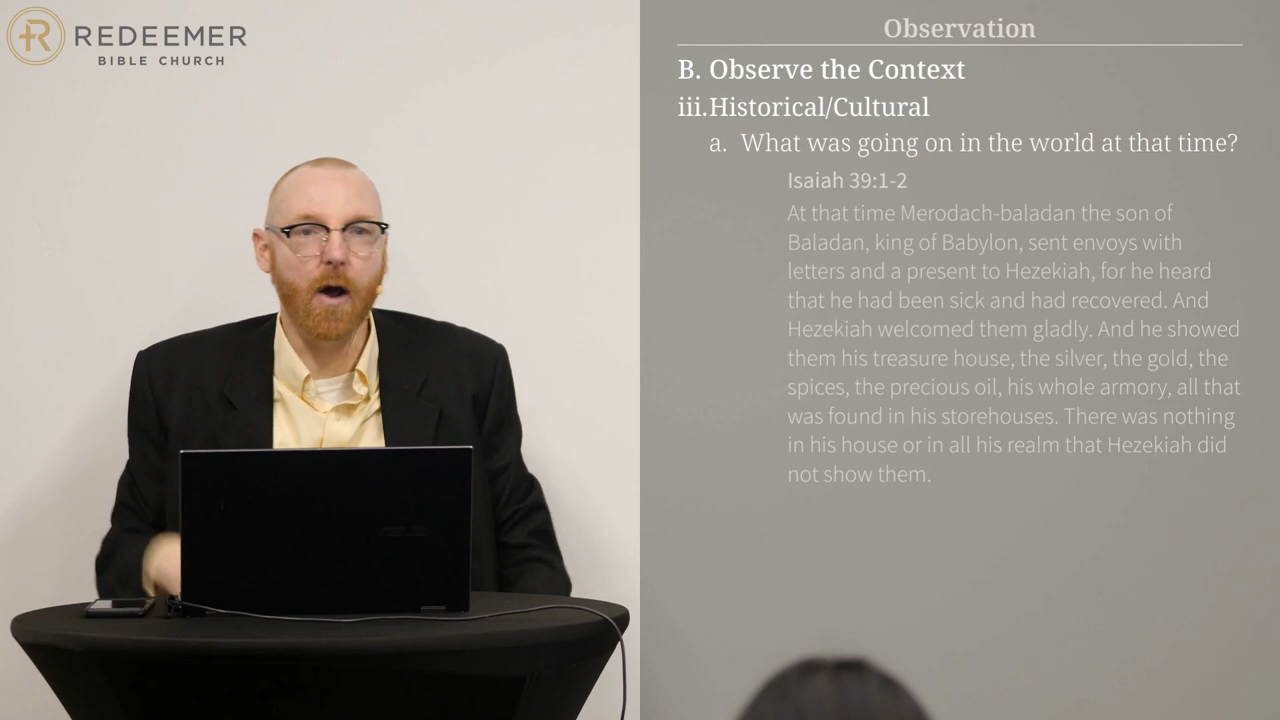 REDEEMER
BIBLE CHURCH
Observation
B. Observe the Context
iii.Historical/Cultural
a. What was going on in the world at that time?
Isaiah 39:1-2
At that time Merodach-baladan the son of
Baladan, king of Babylon, sent envoys with
letters and a present to Hezekiah, for he heard
that he had been sick and had recovered. And
Hezekiah welcomed them gladly. And he showed
them his treasure house, the silver, the gold, the
spices, the precious oil, his whole armory, all that
was found in his storehouses. There was nothing
in his house or in all his realm that Hezekiah did
not show them.